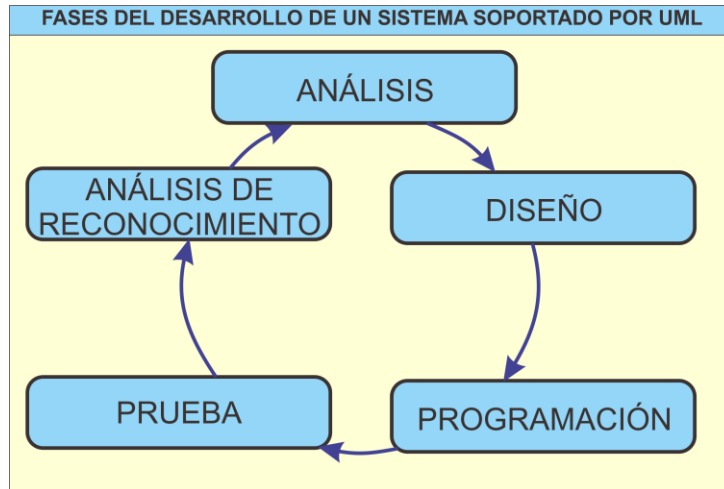 FASES DEL DESARROLLO DE UN SISTEMA SOPORTADO POR UML
ANÁLISIS
ANÁLISIS DE
RECONOCIMIENTO
DISEÑO
PRUEBA
PROGRAMACIÓN